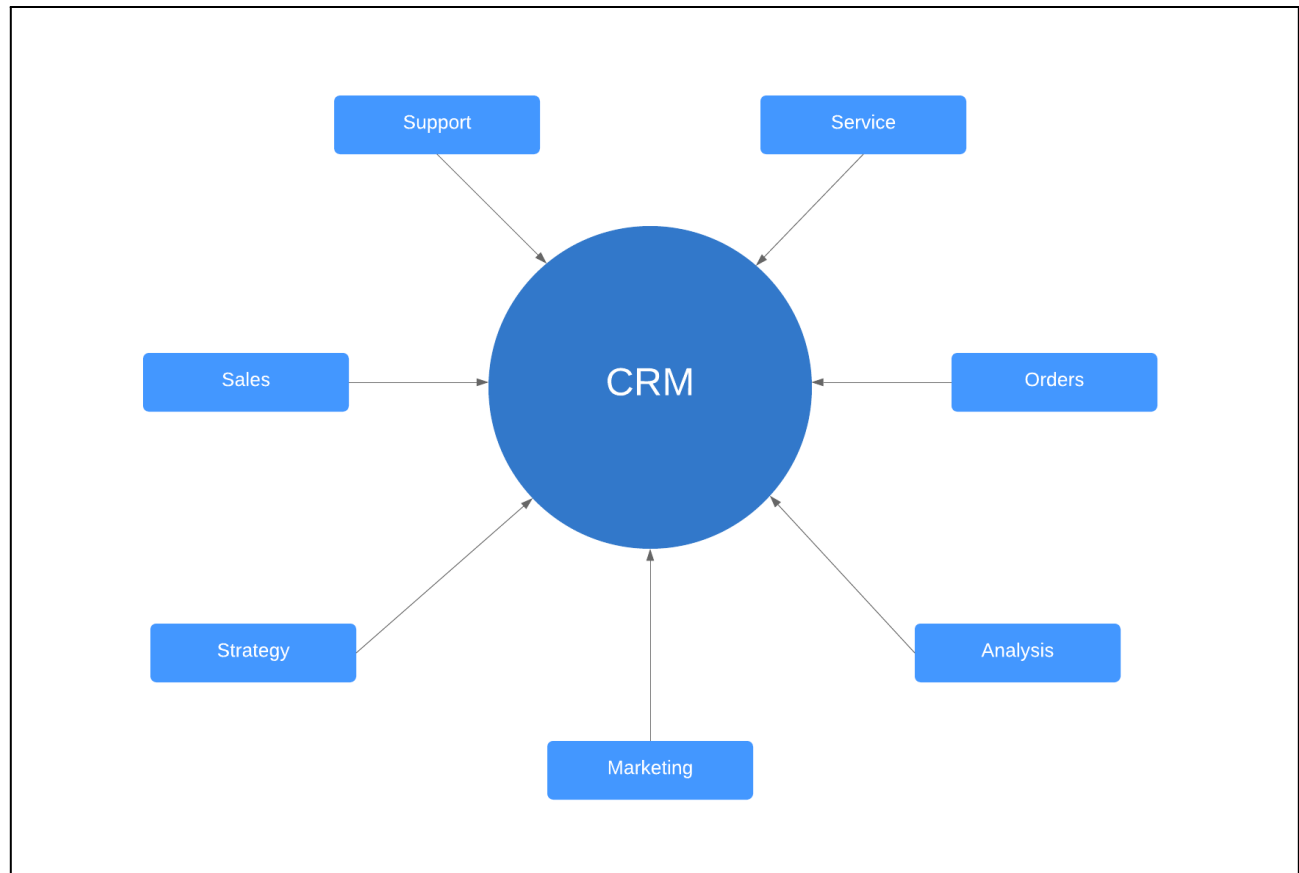 Support
Service
Sales
CRM
Orders
Strategy
Analysis
Marketing